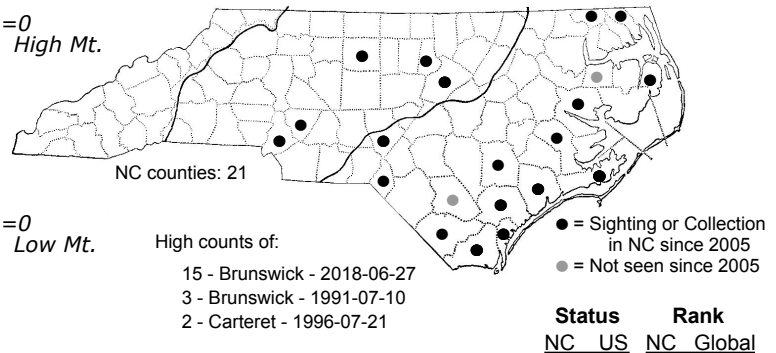 =0
High Mt.
NC counties: 21
=0
Low Mt.
High counts of:
15 - Brunswick - 2018-06-27
3 - Brunswick - 1991-07-10
2 - Carteret - 1996-07-21
= Sighting or Collection
in NC since 2005
= Not seen since 2005
Status Rank
NC US NC Global